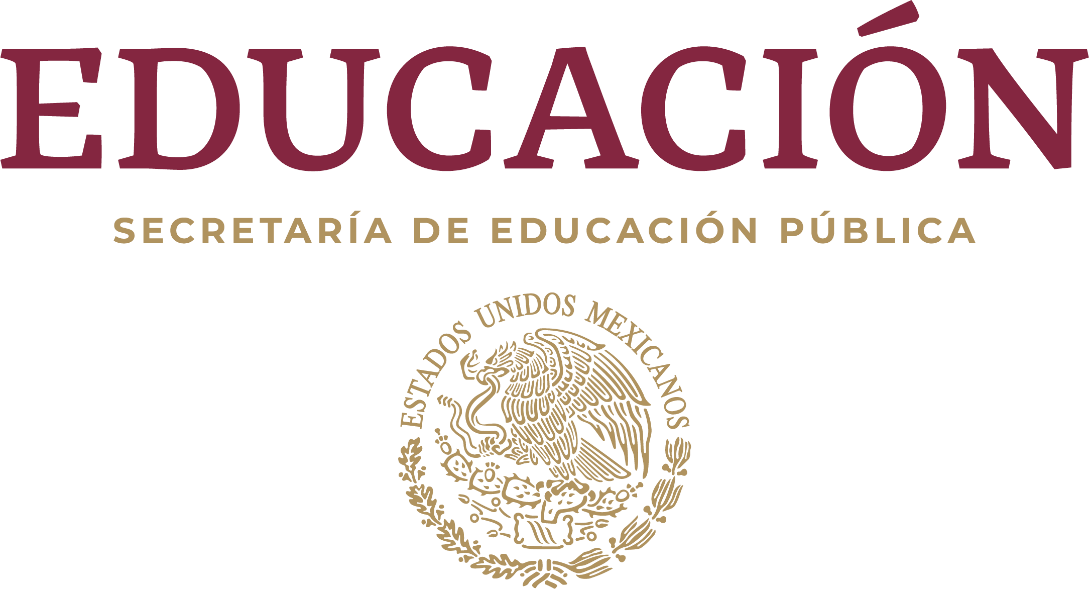 EDUCACIÓN
SECRETARÍA DE EDUCACIÓN PÚBLICA
ESTADOS UNIDOS MEXICANOS